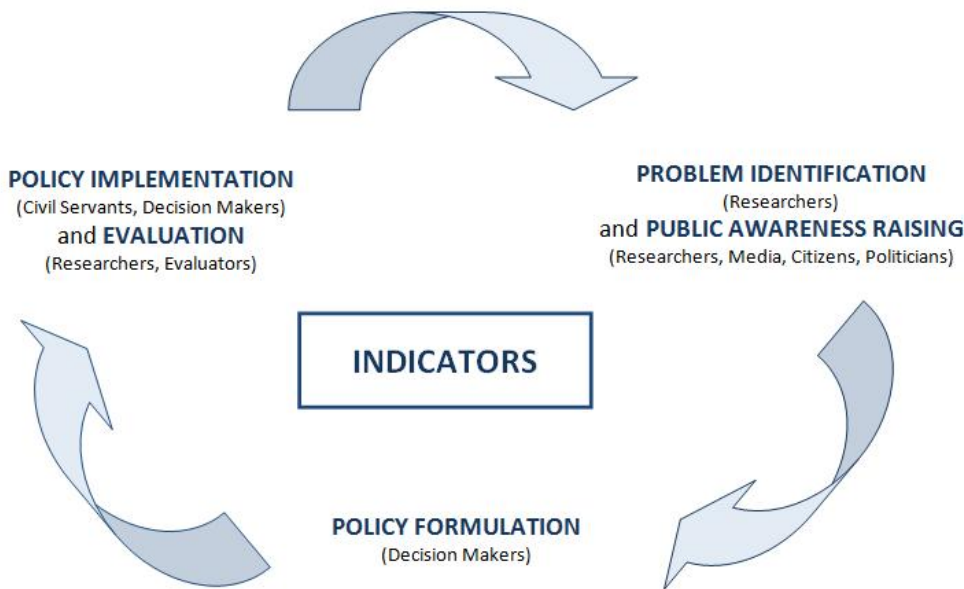 POLICY IMPLEMENTATION
(Civil Servants, Decision Makers)
and EVALUATION
(Researchers, Evaluators)
PROBLEM IDENTIFICATION
(Researchers)
and PUBLIC AWARENESS RAISING
(Researchers, Media, Citizens, Politicians)
INDICATORS
POLICY FORMULATION
(Decision Makers)